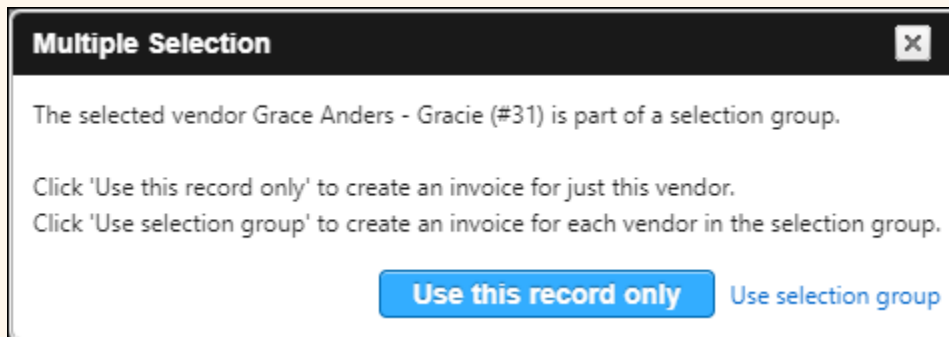 Multiple Selection
The selected vendor Grace Anders - Gracie (#31) is part of a selection group.
Click 'Use this record only' to create an invoice for just this vendor.
Click 'Use selection group' to create an invoice for each vendor in the selection group.
Use this record only Use selection group